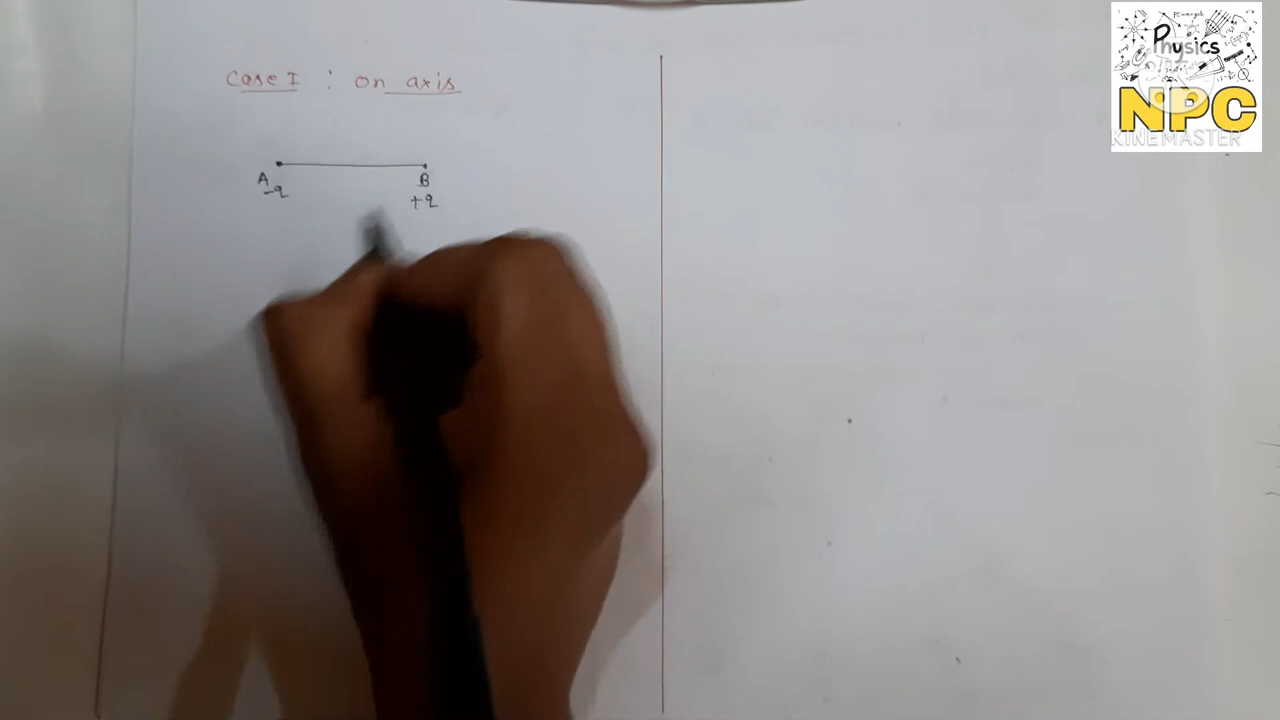 Case I : on axis
A B
-q +q
Physics
NPC
KINEMASTER